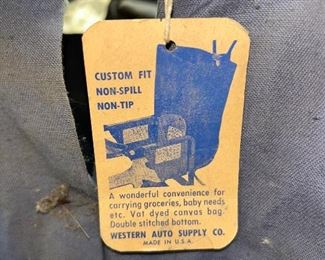 CUSTOM FIT
NON-SPILL
NON-TIP
A wonderful convenience for
carrying groceries, baby needs
etc. Vat dyed canvas bag.
Double stitched bottom.
WESTERN AUTO SUPPLY CO.
MADE IN U.S.A.